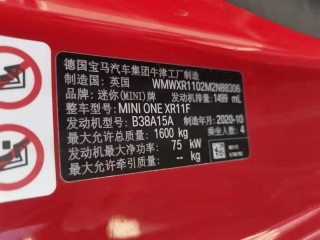 德国宝马汽车集团牛津工厂制造
制造国：英国 WMWXR1102M2N88306
品牌：迷你(MINI)牌 发动机排量：1499 mL
整车型号：MINI ONE XR11F
发动机型号：B38A15A 制造年月：2020-10
最大允许总质量：1600 kg 乘坐人数：4
发动机最大净功率：75 kW
最大允许牵引质量：-- kg